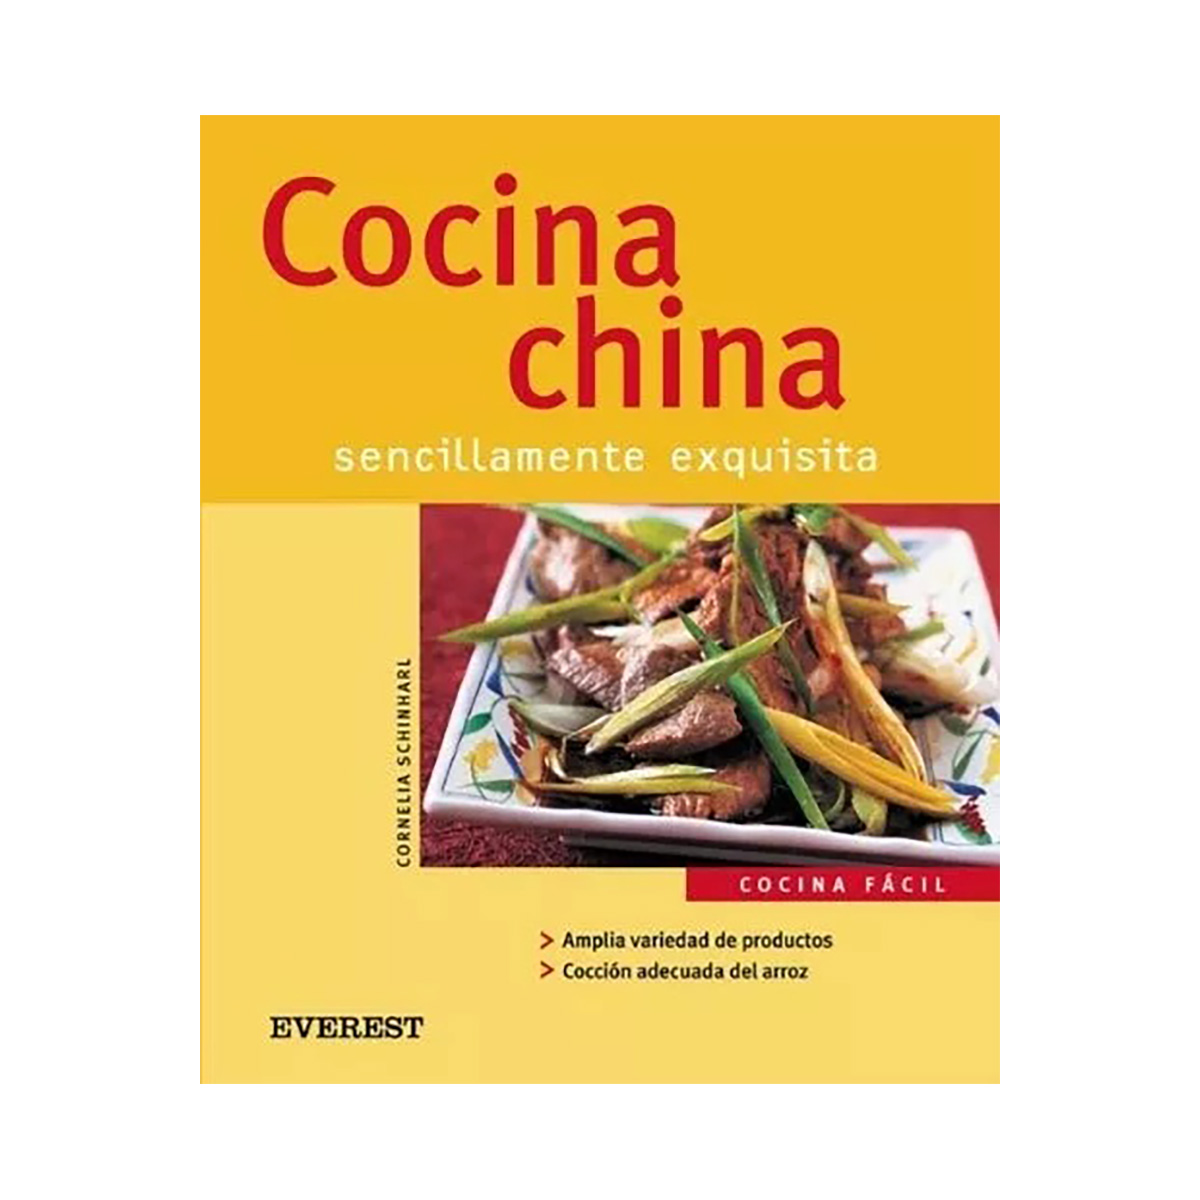 Cocina
china
sencillamente exquisita
CORNELIA SCHINHARL
COCINA FÁCIL
> Amplia variedad de productos
> Cocción adecuada del arroz
EVEREST